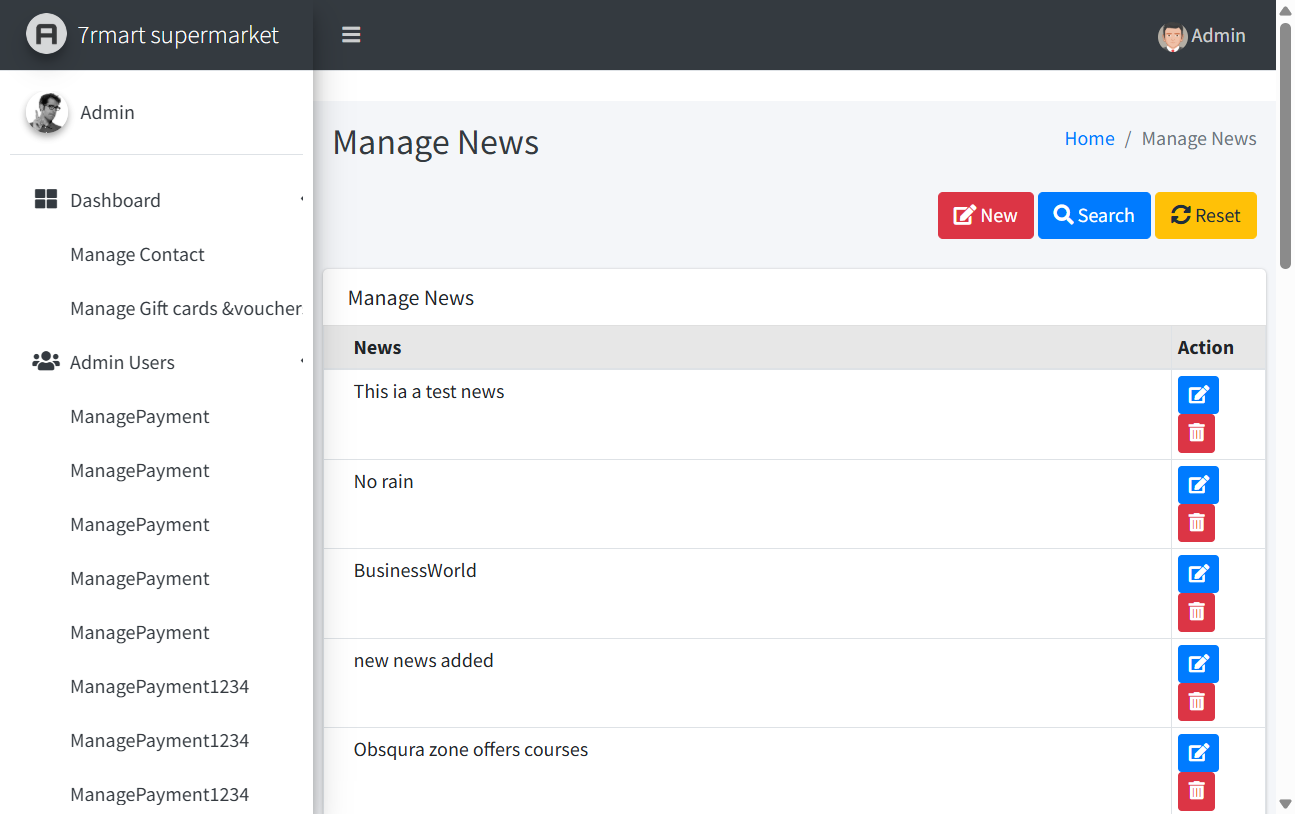 7rmart supermarket
Admin
Admin
Manage News
Home / Manage News
New
Search
Reset
Dashboard
Manage Contact
Manage Gift cards &voucher
Admin Users
ManagePayment
ManagePayment
ManagePayment
ManagePayment
ManagePayment
ManagePayment1234
ManagePayment1234
ManagePayment1234
Manage News
News Action
This ia a test news
No rain
BusinessWorld
new news added
Obsqura zone offers courses